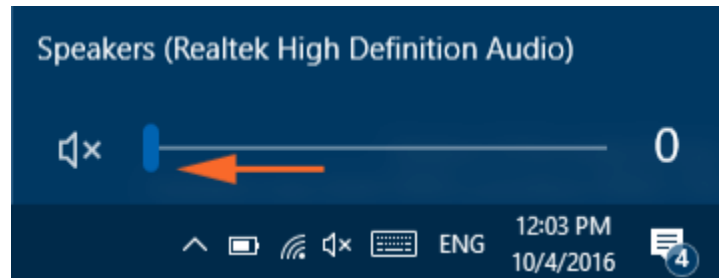 Speakers (Realtek High Definition Audio)
0
ENG
12:03 PM
10/4/2016
4